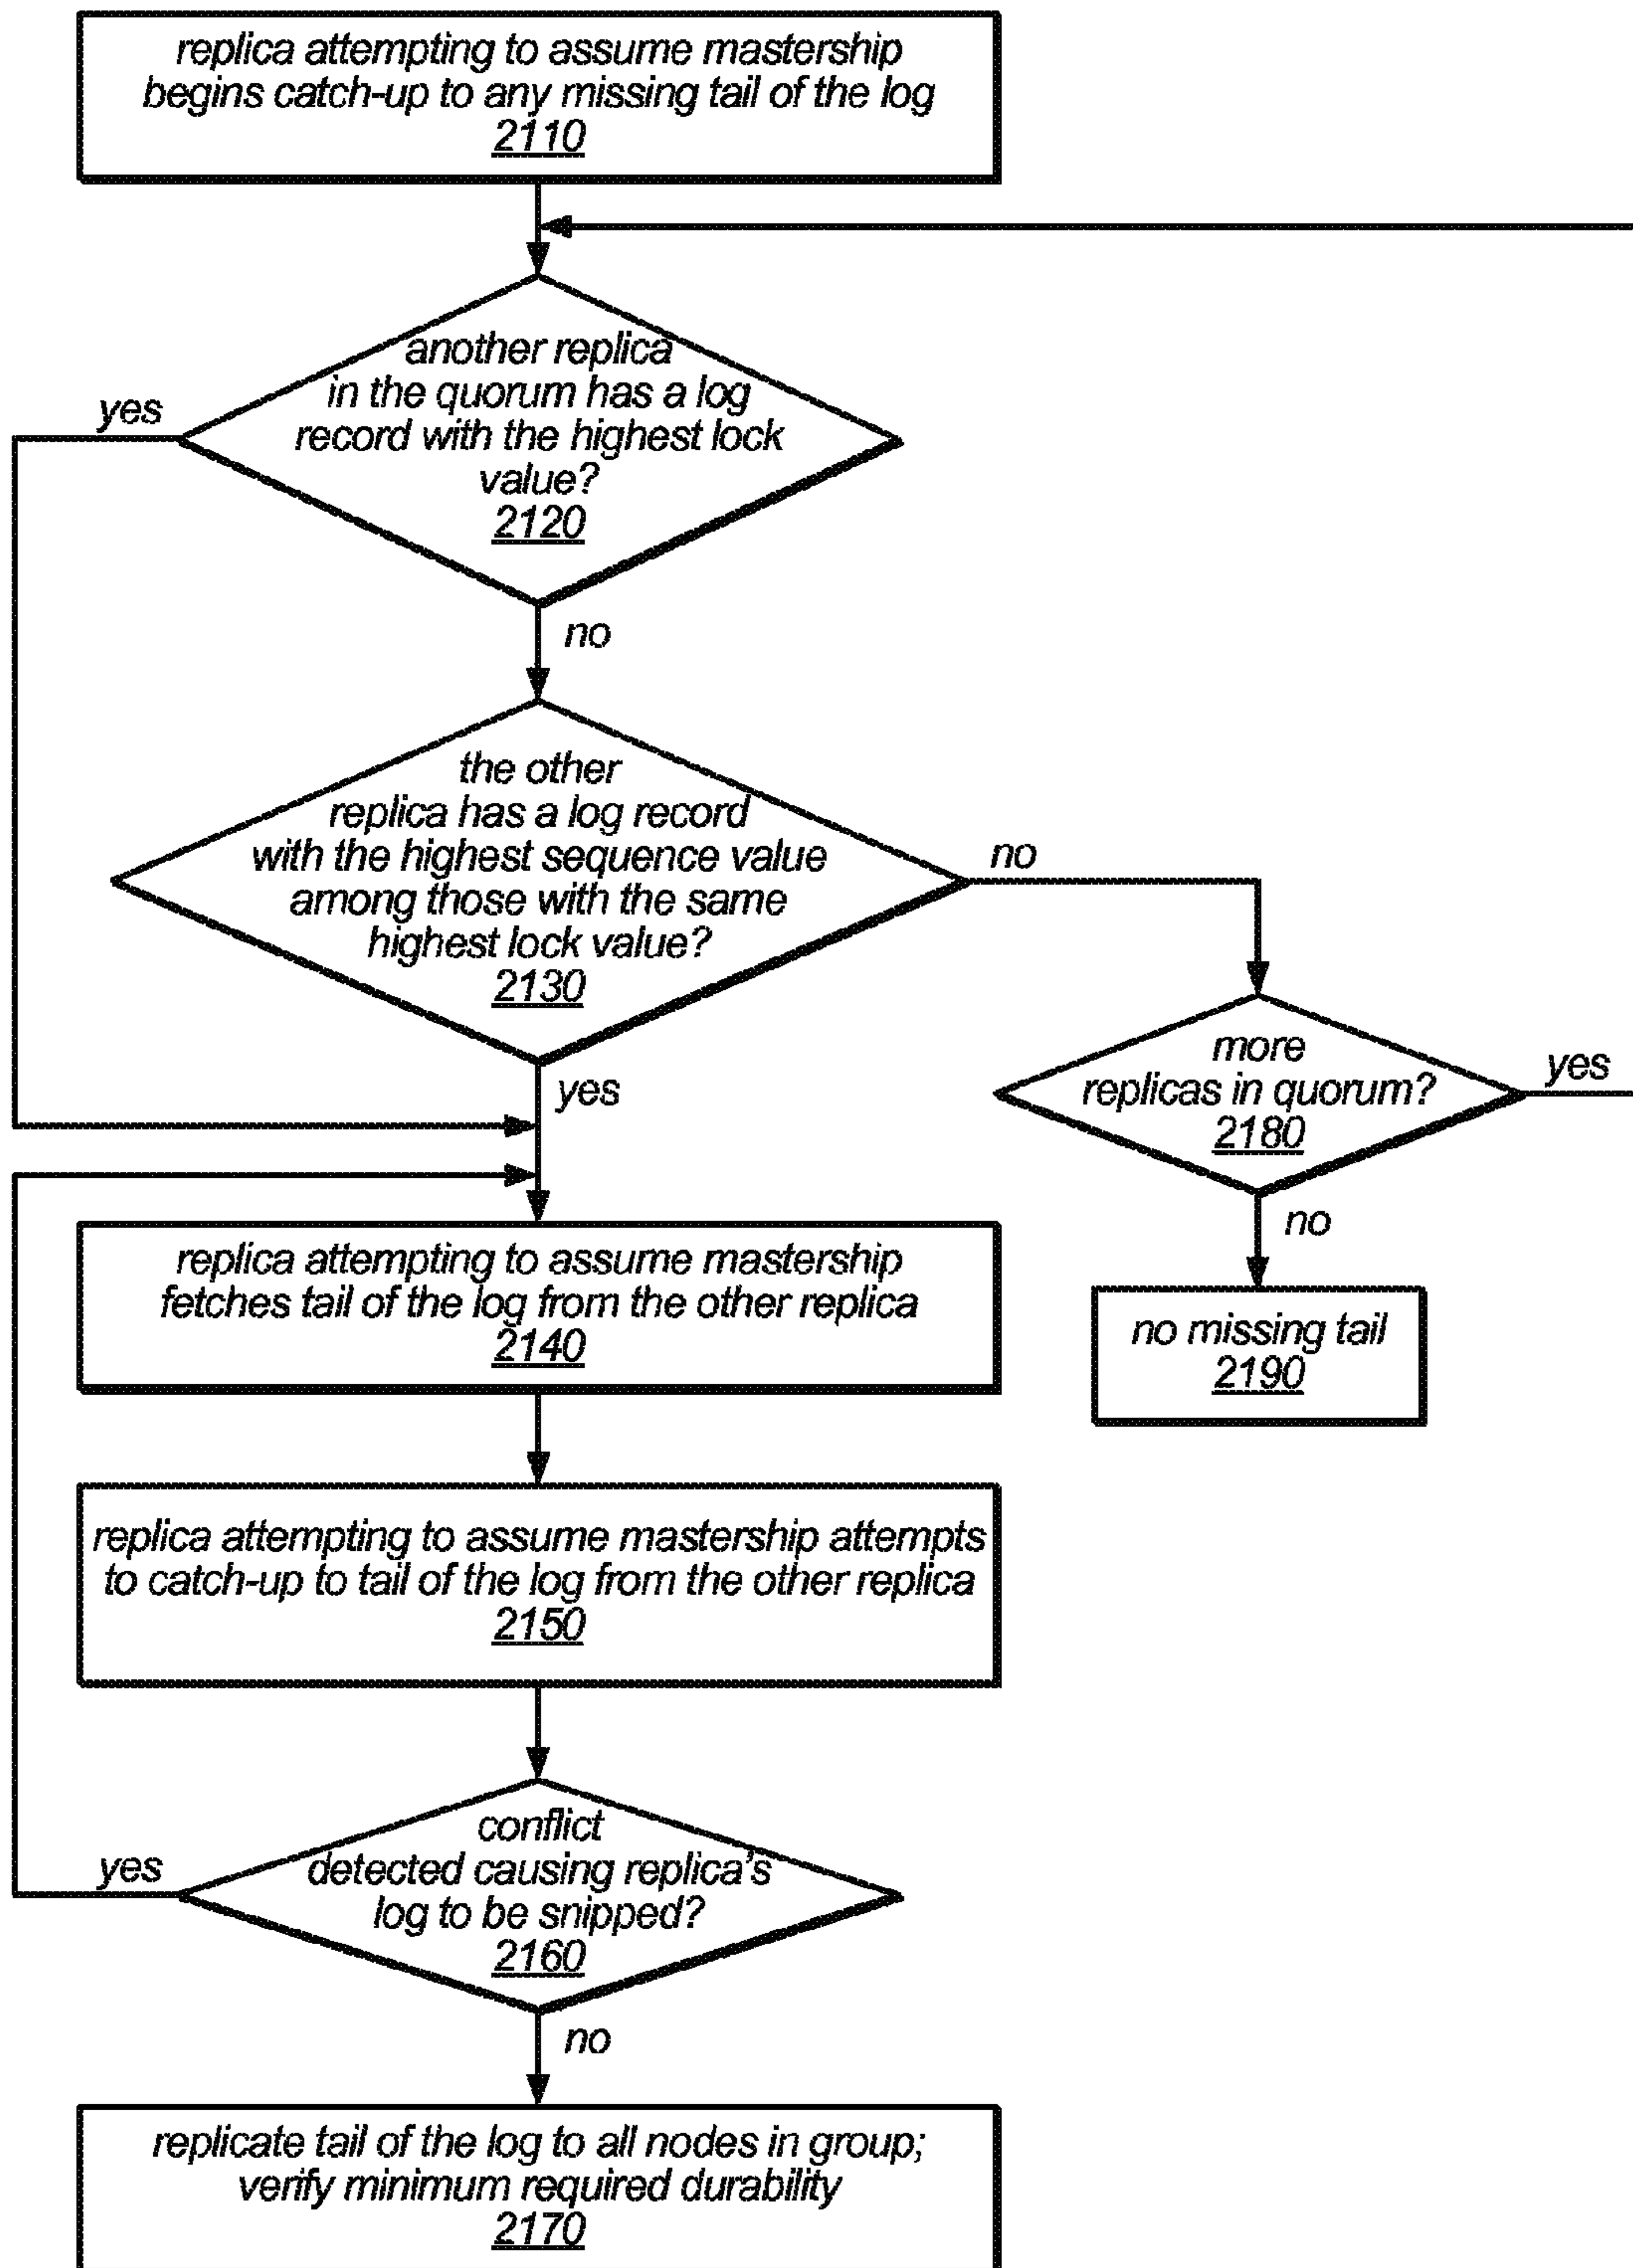 replica attempting to assume mastership
begins catch-up to any missing tail of the log
2110
another replica
in the quorum has a log
record with the highest lock
value?
2120
yes
no
the other
replica has a log record
with the highest sequence value
among those with the same
highest lock value?
2130
no
yes
more
replicas in quorum?
2180
yes
no
no missing tail
2190
replica attempting to assume mastership
fetches tail of the log from the other replica
2140
replica attempting to assume mastership attempts
to catch-up to tail of the log from the other replica
2150
conflict
detected causing replica's
log to be snipped?
2160
yes
no
replicate tail of the log to all nodes in group;
verify minimum required durability
2170